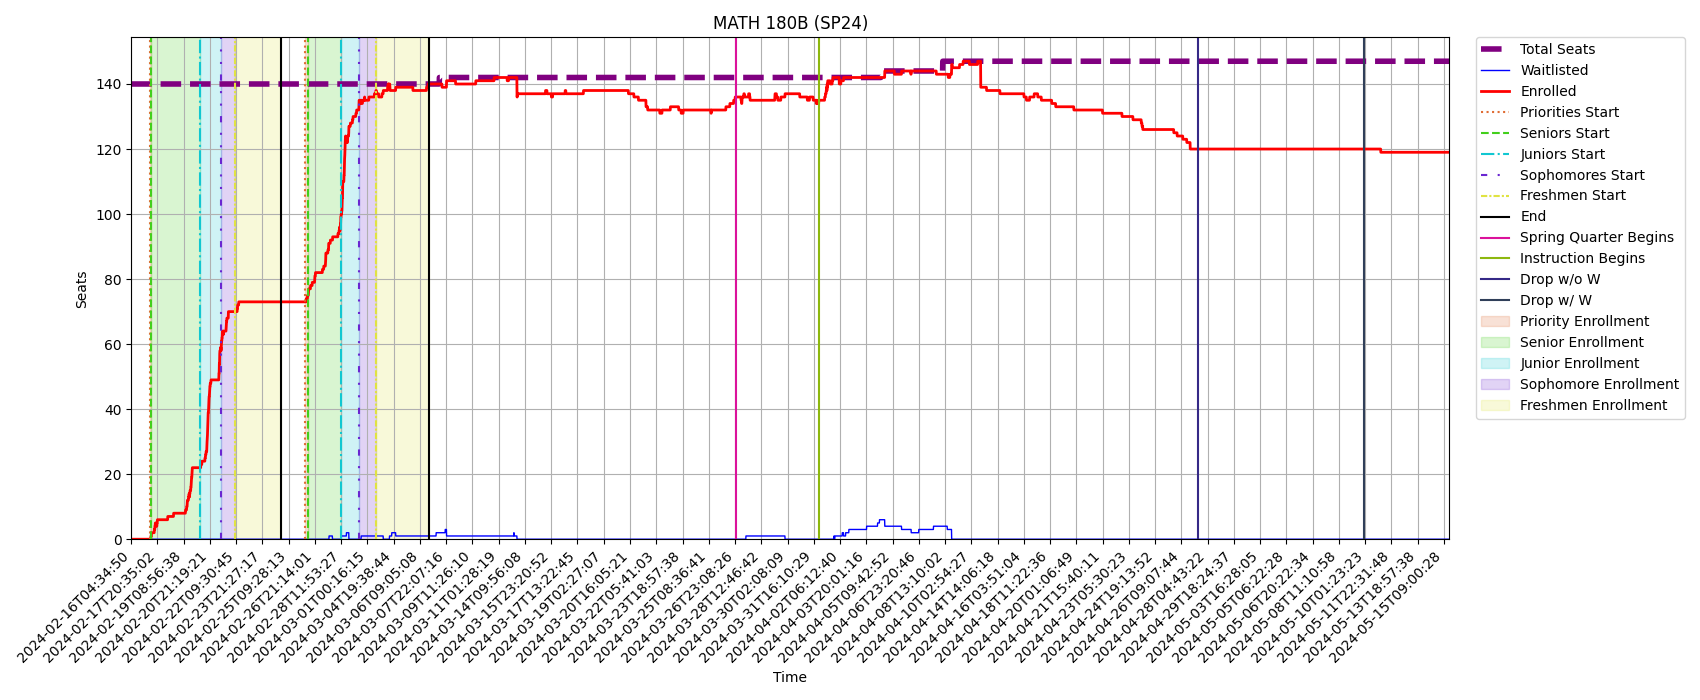 MATH 180B (SP24)
Seats
140
120
100
80
60
40
20
0
2024-02-16T04:34:50
2024-02-17T20:35:02
2024-02-19T08:56:38
2024-02-20T21:19:21
2024-02-22T09:30:45
2024-02-23T21:27:17
2024-02-25T09:28:13
2024-02-26T21:14:01
2024-02-28T11:53:27
2024-03-01T00:16:15
2024-03-04T19:38:44
2024-03-06T09:05:08
2024-03-07T22:07:16
2024-03-09T11:26:10
2024-03-11T01:28:19
2024-03-14T09:56:08
2024-03-15T23:20:52
2024-03-17T13:22:45
2024-03-19T02:27:07
2024-03-20T16:05:21
2024-03-22T05:41:03
2024-03-23T18:57:38
2024-03-25T08:36:41
2024-03-26T23:08:26
2024-03-28T12:46:42
2024-03-30T02:08:09
2024-03-31T16:10:29
2024-04-02T06:12:40
2024-04-03T20:01:16
2024-04-05T09:42:52
2024-04-06T23:20:46
2024-04-08T13:10:02
2024-04-10T02:54:27
2024-04-14T14:06:18
2024-04-16T03:51:04
2024-04-18T11:22:36
2024-04-20T01:06:49
2024-04-21T15:40:11
2024-04-23T05:30:23
2024-04-24T19:13:52
2024-04-26T09:07:44
2024-04-28T04:43:22
2024-04-29T18:24:37
2024-05-03T16:28:05
2024-05-05T06:22:28
2024-05-06T20:22:34
2024-05-08T11:10:58
2024-05-10T01:23:23
2024-05-11T22:31:48
2024-05-13T18:57:38
2024-05-15T09:00:28
Time
Total Seats
Waitlisted
Enrolled
Priorities Start
Seniors Start
Juniors Start
Sophomores Start
Freshmen Start
End
Spring Quarter Begins
Instruction Begins
Drop w/o W
Drop w/ W
Priority Enrollment
Senior Enrollment
Junior Enrollment
Sophomore Enrollment
Freshmen Enrollment